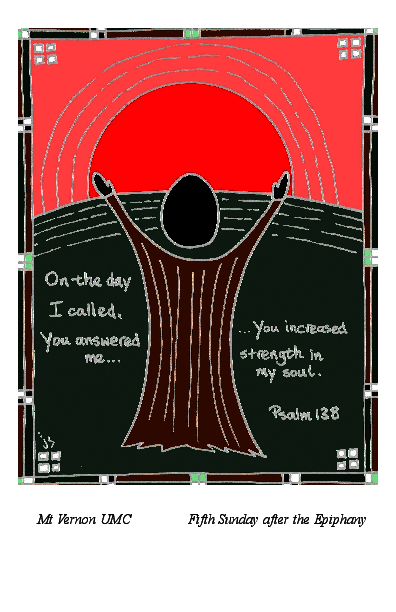 On the day
I called,
You answered
me...
...You increased
strength in
my soul.
Psalm 138
js
Mt Vernon UMC
Fifth Sunday after the Epiphany